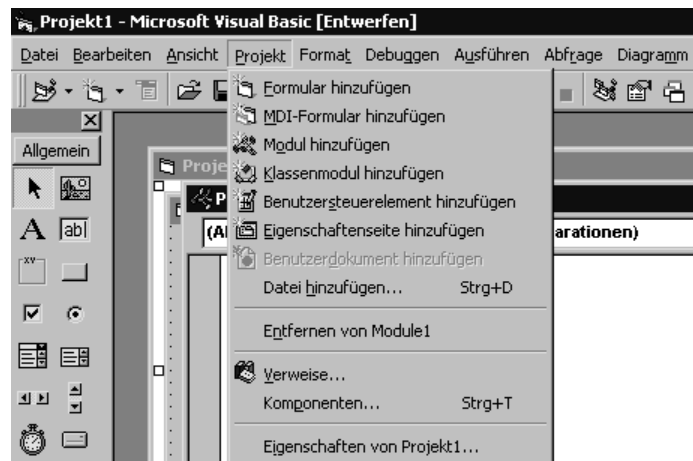 Projekt1 - Microsoft Visual Basic [Entwerfen]
Datei Bearbeiten Ansicht Projekt Format Debuggen Ausführen Abfrage Diagramm
Formular hinzufügen
MDI-Formular hinzufügen
Modul hinzufügen
Klassenmodul hinzufügen
Benutzersteuerelement hinzufügen
Eigenschaftenseite hinzufügen
Benutzerdokument hinzufügen
Datei hinzufügen... Strg+D
Entfernen von Module1
Verweise...
Komponenten... Strg+T
Eigenschaften von Projekt1...
Allgemein
A abl
xv
Proje
P
(A
arationen)